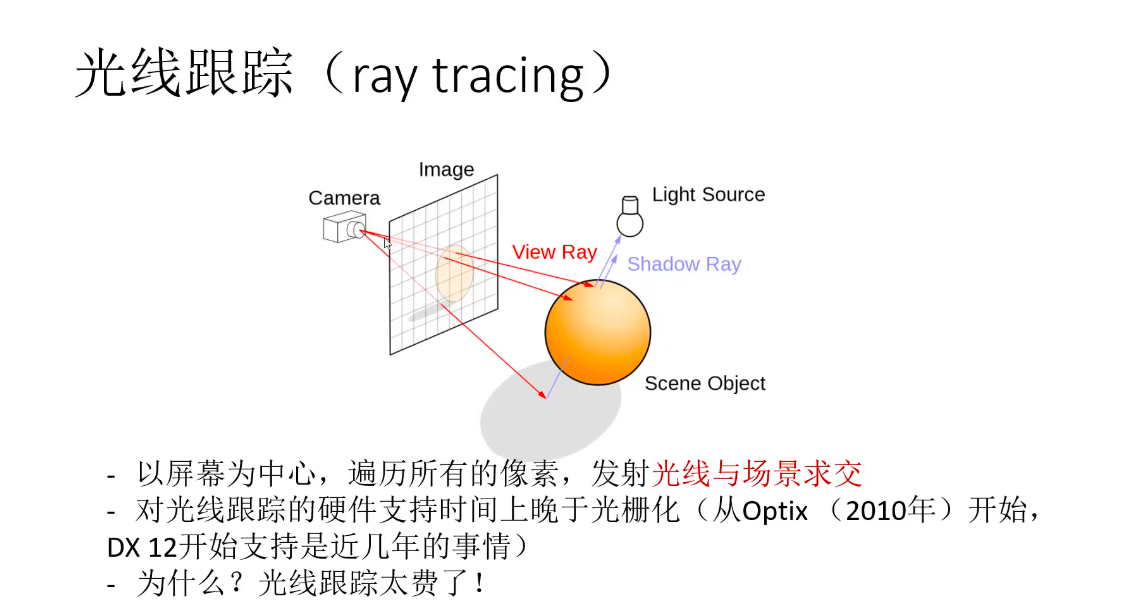 光线跟踪（ray tracing）
Image
Camera
Light Source
View Ray
Shadow Ray
Scene Object
- 以屏幕为中心，遍历所有的像素，发射光线与场景求交
- 对光线跟踪的硬件支持时间上晚于光栅化（从Optix （2010年）开始，
DX 12开始支持是近几年的事情）
- 为什么？光线跟踪太费了！